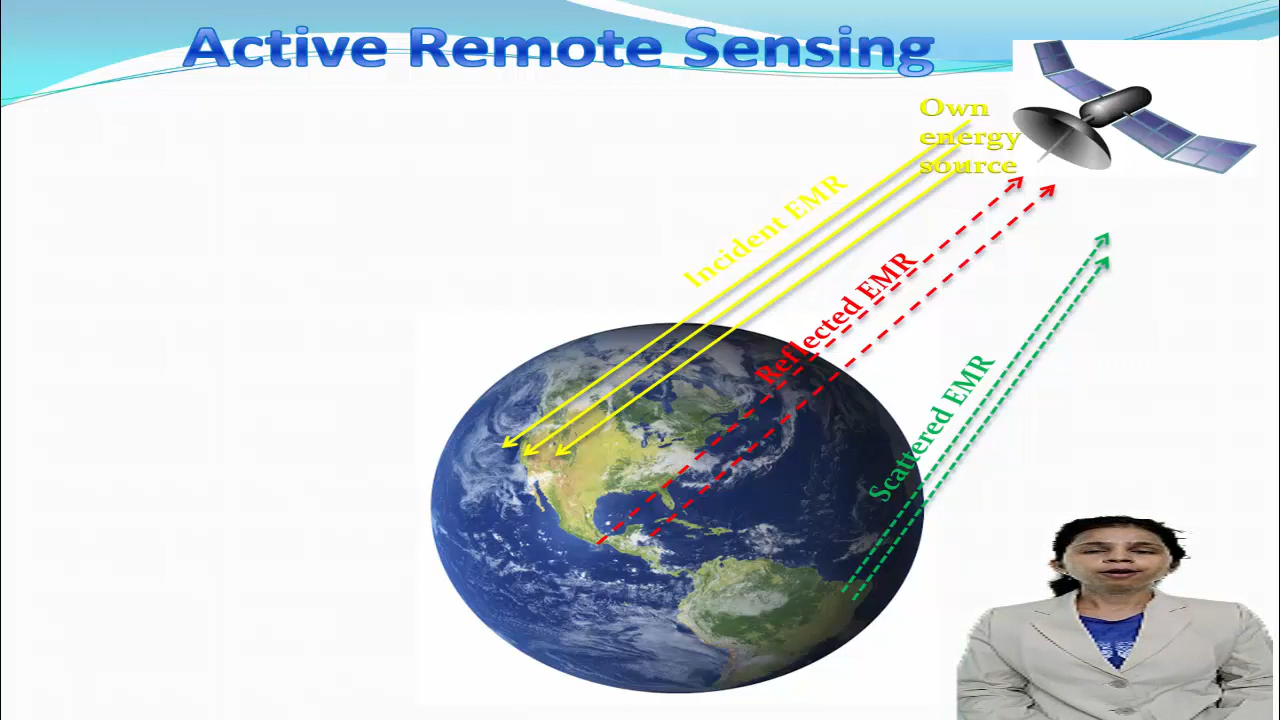 Active Remote Sensing
Own
energy
source
Incident EMR
Reflected EMR
Scattered EMR